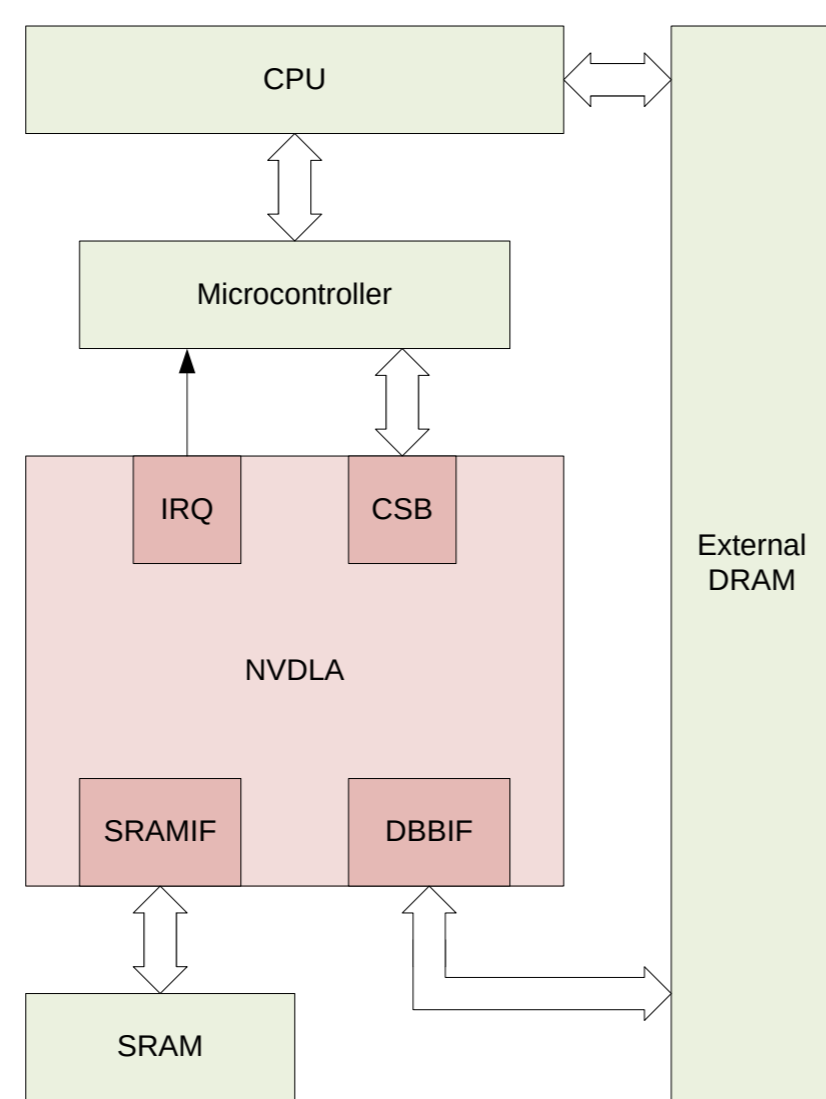 CPU
Microcontroller
IRQ
CSB
External
DRAM
NVDLA
SRAMIF
DBBIF
SRAM